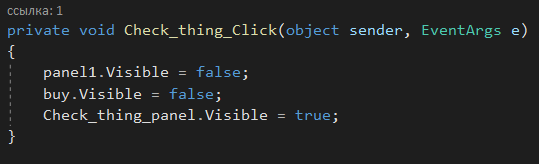 ссылка: 1
private void Check_thing_Click(object sender, EventArgs e)
{
panel1.Visible = false;
buy.Visible = false;
Check_thing_panel.Visible = true;
}